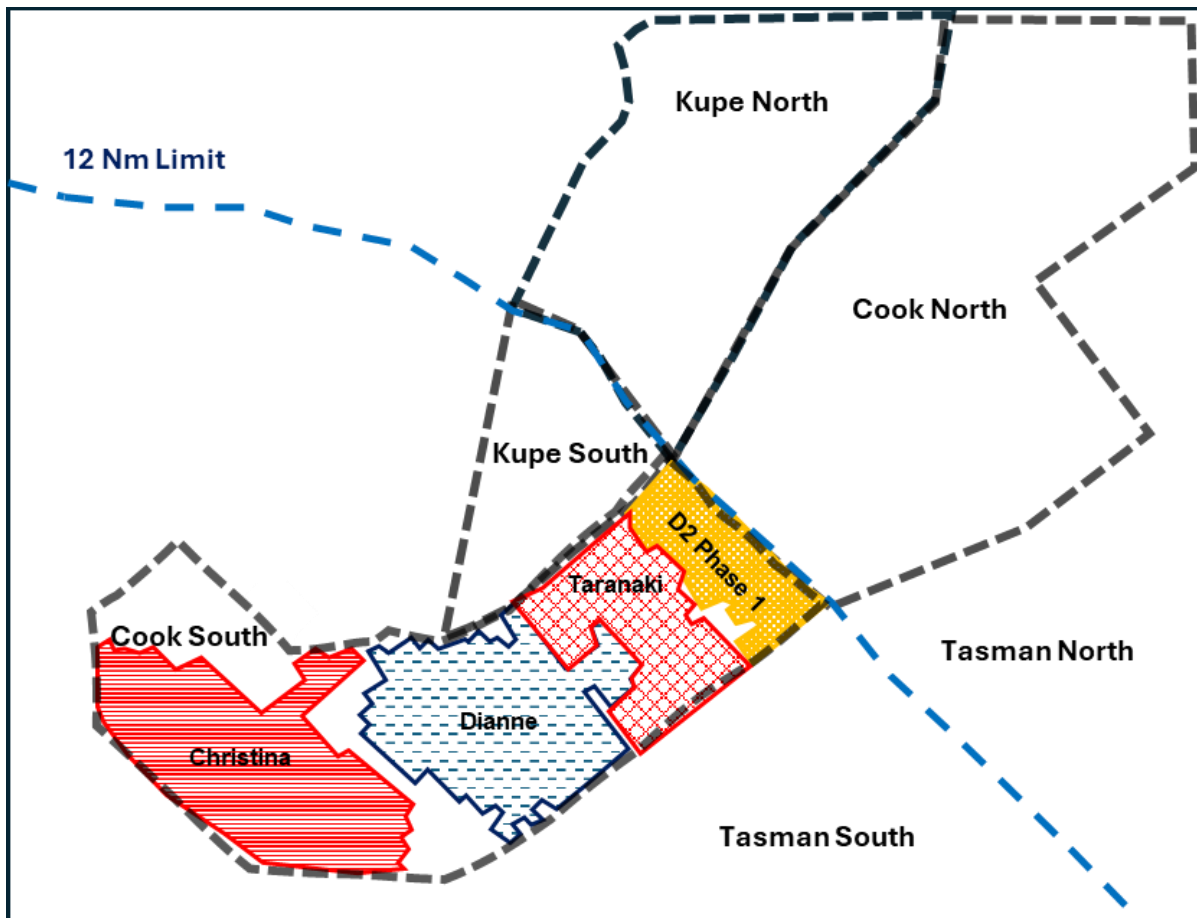 Kupe North
12 Nm Limit
Cook North
Kupe South
D2 Phase 1
Taranaki
Cook South
Tasman North
Dianne
Christina
Tasman South